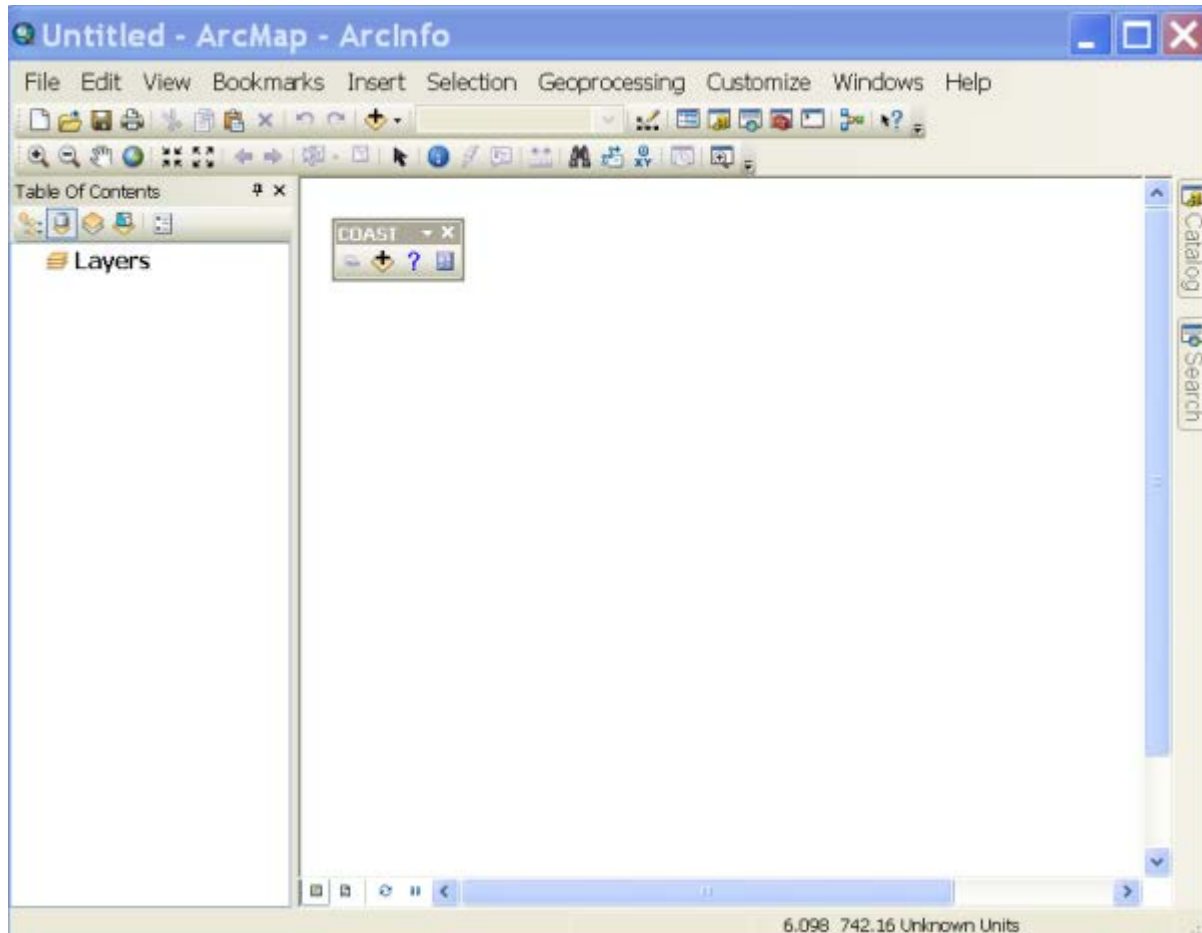 Untitled - ArcMap - ArcInfo
File Edit View Bookmarks Insert Selection Geoprocessing Customize Windows Help
Table Of Contents
Layers
COAST
Catalog
Search
6.098 742.16 Unknown Units